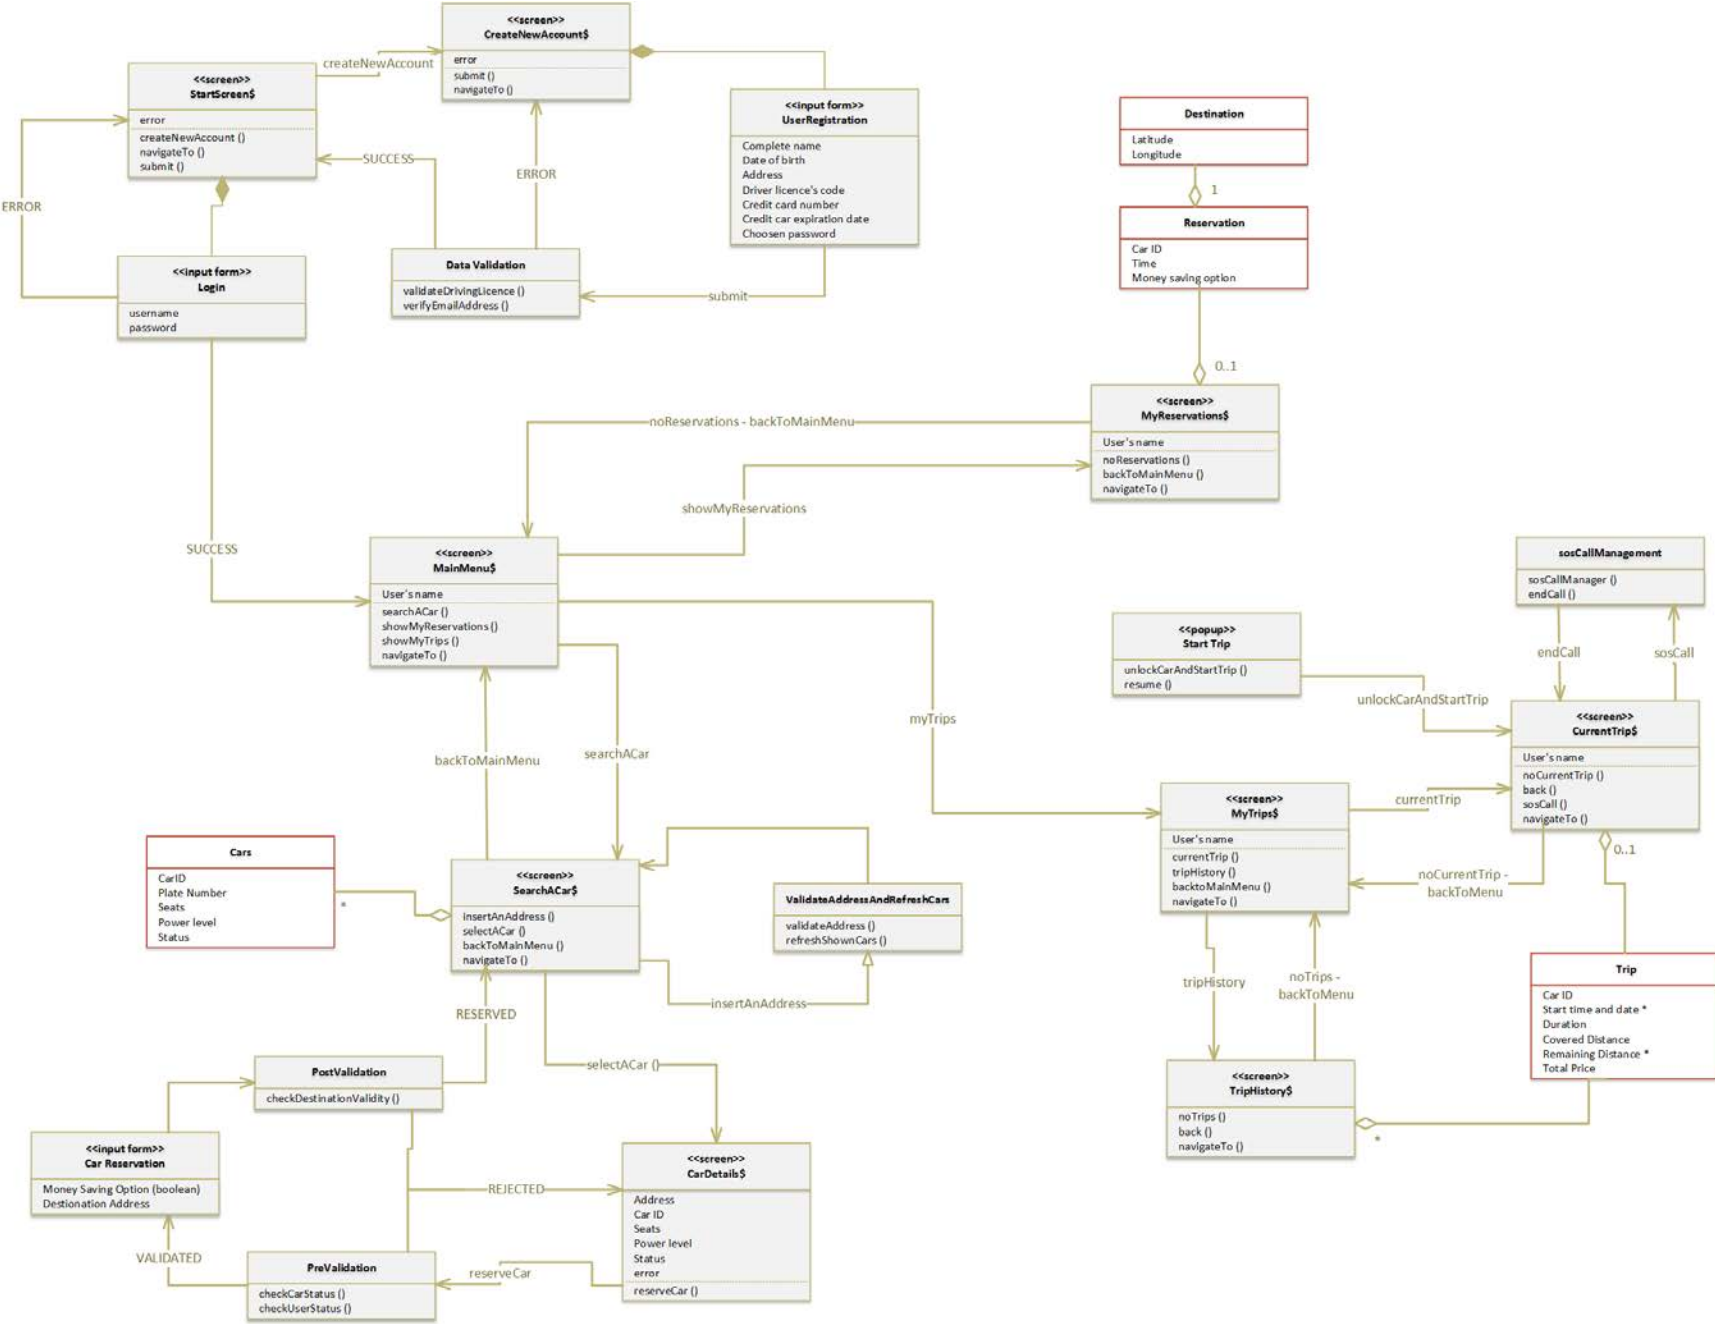 <<screen>>
CreateNewAccount$
error
submit ()
navigateTo ()
createNewAccount
<<screen>>
StartScreen$
error
createNewAccount ()
navigateTo ()
submit ()
<<input form>>
UserRegistration
Complete name
Date of birth
Address
Driver licence's code
Credit card number
Credit car expiration date
Choosen password
SUCCESS
ERROR
ERROR
<<input form>>
Login
username
password
Data Validation
validateDrivingLicence ()
verifyEmailAddress ()
submit
Destination
Latitude
Longitude
1
Reservation
Car ID
Time
Money saving option
0..1
<<screen>>
MyReservations$
User's name
noReservations ()
backToMainMenu ()
navigateTo ()
noReservations - backToMainMenu
showMyReservations
SUCCESS
<<screen>>
MainMenu$
User's name
searchACar ()
showMyReservations ()
showMyTrips ()
navigateTo ()
sosCallManagement
sosCallManager ()
endCall ()
endCall
sosCall
<<popup>>
Start Trip
unlockCarAndStartTrip ()
resume ()
unlockCarAndStartTrip
<<screen>>
CurrentTrip$
User's name
noCurrentTrip ()
back ()
sosCall ()
navigateTo ()
myTrips
backToMainMenu
searchACar
<<screen>>
MyTrips$
User's name
currentTrip ()
tripHistory ()
backtoMainMenu ()
navigateTo ()
currentTrip
0..1
noCurrentTrip -
backToMenu
Cars
CarID
Plate Number
Seats
Power level
Status
*
<<screen>>
SearchACar$
insertAnAddress ()
selectACar ()
backToMainMenu ()
navigateTo ()
ValidateAddressAndRefreshCars
validateAddress ()
refreshShownCars ()
insertAnAddress
RESERVED
tripHistory
noTrips -
backToMenu
Trip
Car ID
Start time and date *
Duration
Covered Distance
Remaining Distance *
Total Price
selectACar ()
PostValidation
checkDestinationValidity ()
<<screen>>
TripHistory$
noTrips ()
back ()
navigateTo ()
*
<<input form>>
Car Reservation
Money Saving Option (boolean)
Destionation Address
REJECTED
<<screen>>
CarDetails$
Address
Car ID
Seats
Power level
Status
error
reserveCar ()
VALIDATED
PreValidation
checkCarStatus ()
checkUserStatus ()
reserveCar